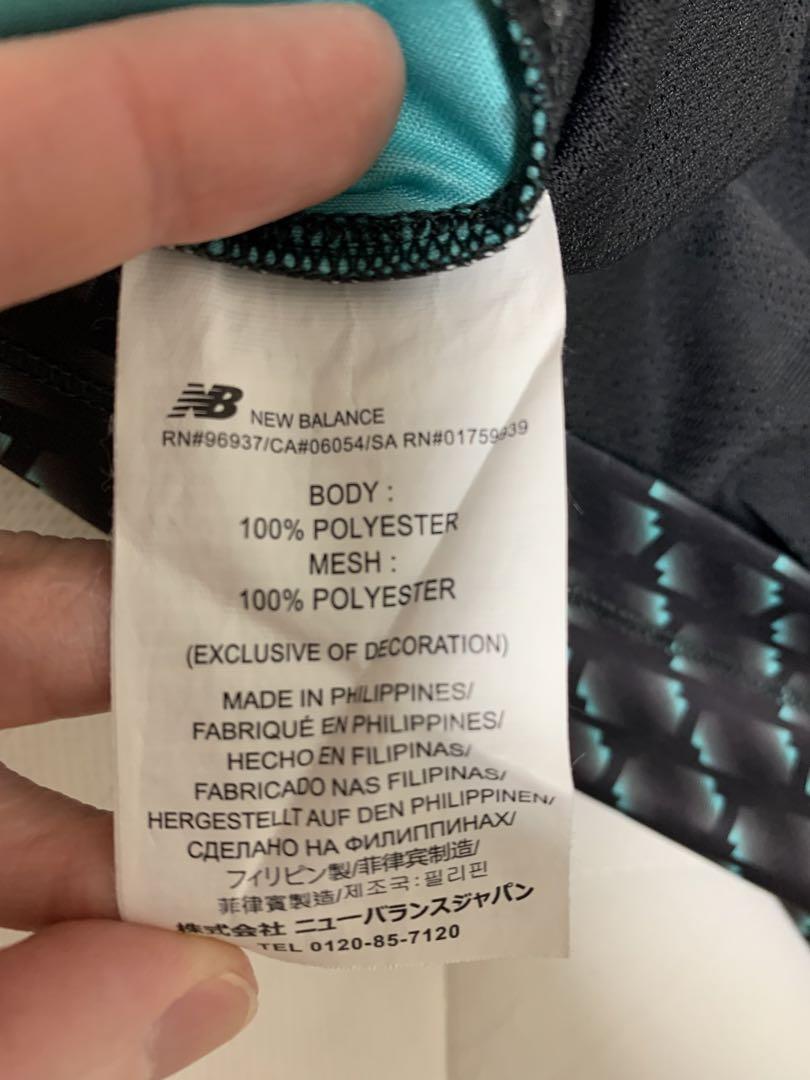 NB NEW BALANCE
RN#96937/CA#06054/SA RN#01759939
BODY :
100% POLYESTER
MESH :
100% POLYESTER
(EXCLUSIVE OF DECORATION)
MADE IN PHILIPPINES/
FABRIQUÉ EN PHILIPPINES/
HECHO EN FILIPINAS/
FABRICADO NAS FILIPINAS/
HERGESTELLT AUF DEN PHILIPPINEN/
СДЕЛАНО НА ФИЛИППИНАХ/
フィリピン製/菲律宾制造/
菲律賓製造/제조국:필리핀
株式会社 ニューバランスジャパン
TEL 0120-85-7120